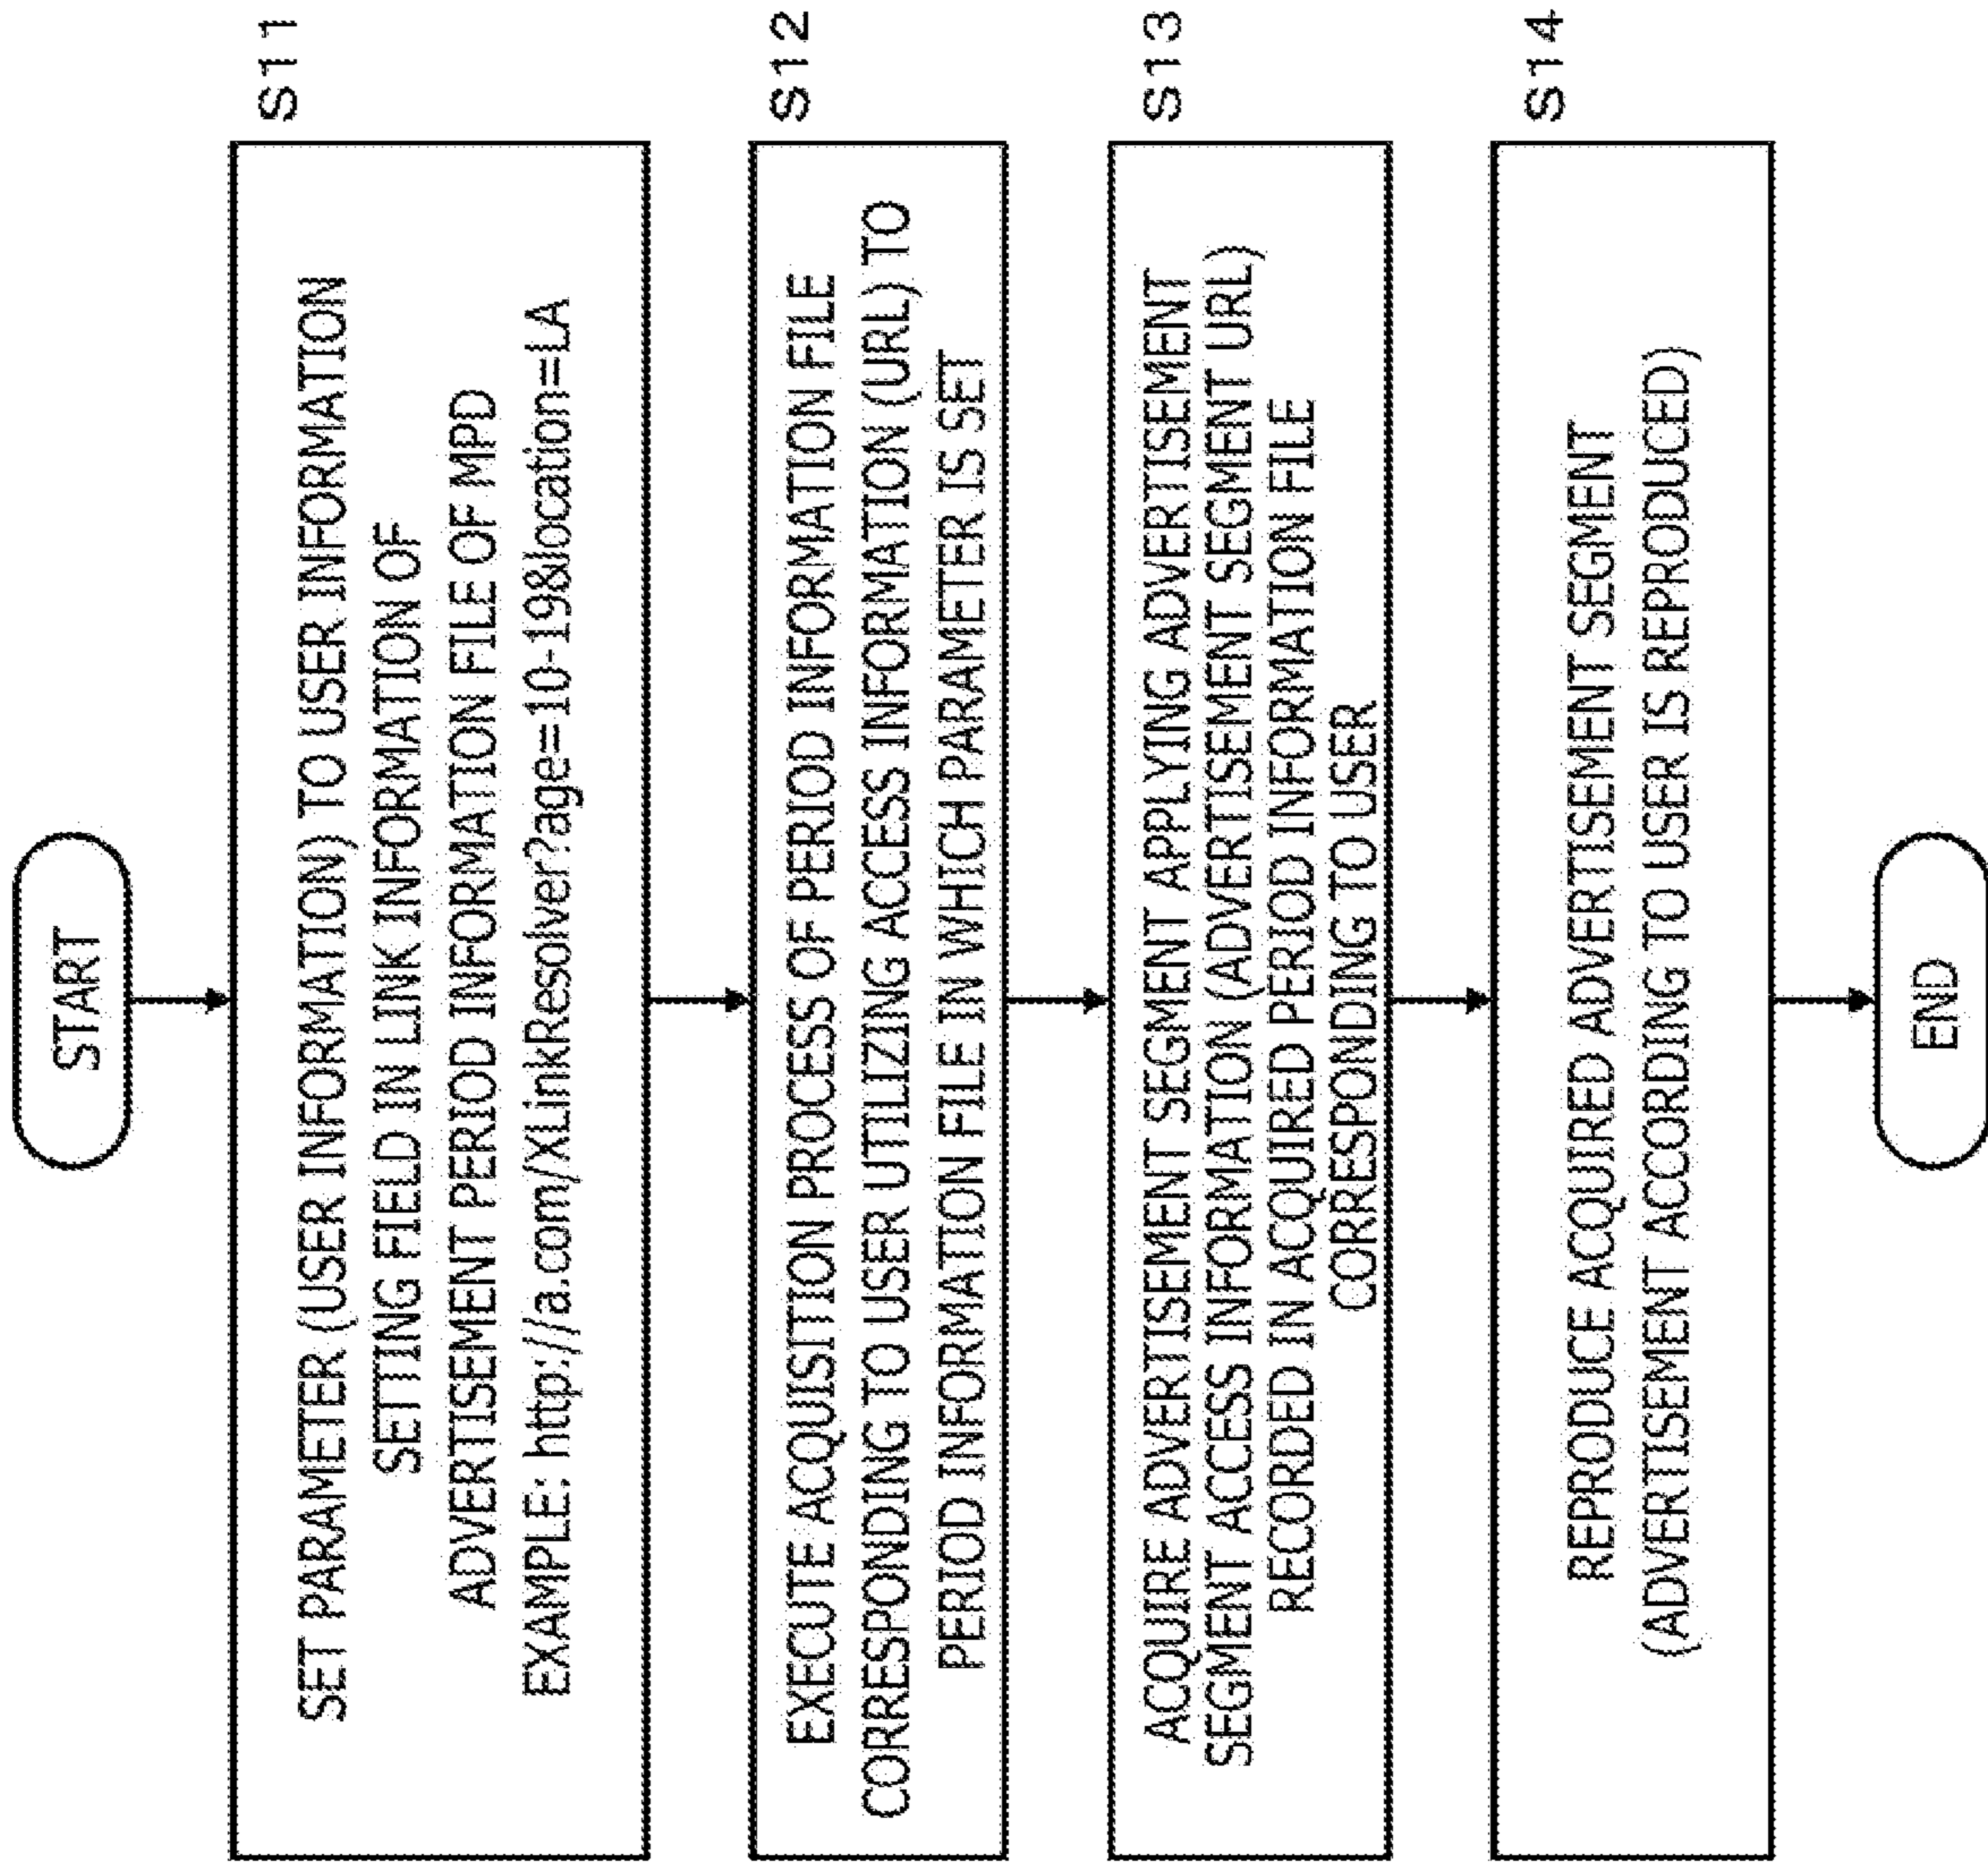 START
S11
SET PARAMETER (USER INFORMATION) TO USER INFORMATION
SETTING FIELD IN LINK INFORMATION OF
ADVERTISEMENT PERIOD INFORMATION FILE OF MPD
EXAMPLE: http://a.com/XLinkResolver?age=10-19&location=LA
S12
EXECUTE ACQUISITION PROCESS OF PERIOD INFORMATION FILE
CORRESPONDING TO USER UTILIZING ACCESS INFORMATION (URL) TO
PERIOD INFORMATION FILE IN WHICH PARAMETER IS SET
S13
ACQUIRE ADVERTISEMENT SEGMENT APPLYING ADVERTISEMENT
SEGMENT ACCESS INFORMATION (ADVERTISEMENT SEGMENT URL)
RECORDED IN ACQUIRED PERIOD INFORMATION FILE
CORRESPONDING TO USER
S14
REPRODUCE ACQUIRED ADVERTISEMENT SEGMENT
(ADVERTISEMENT ACCORDING TO USER IS REPRODUCED)
END